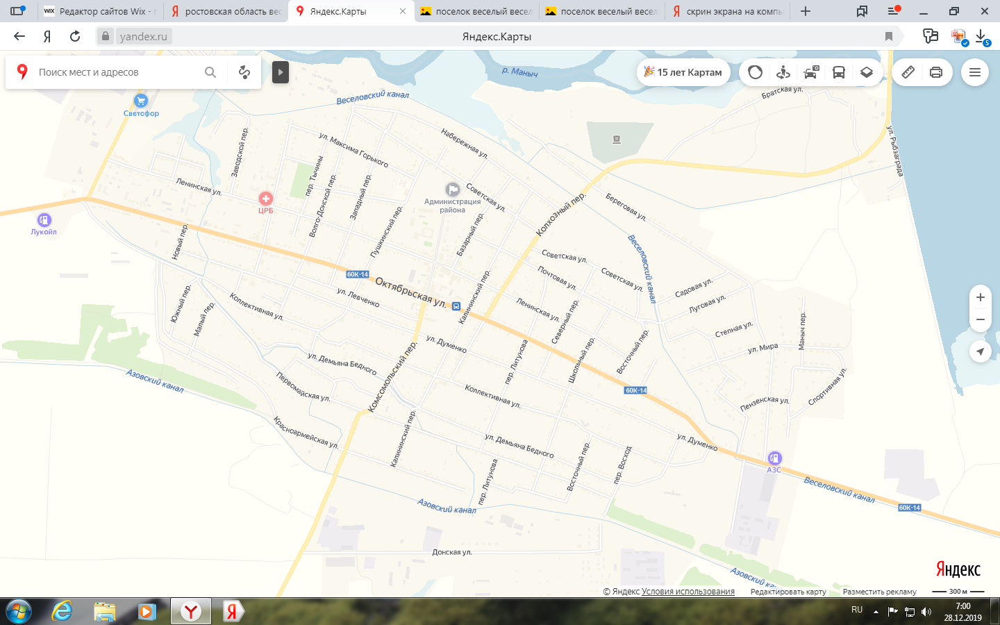 WIX Редактор сайтов Wix - r
ростовская область вес
Яндекс.Карты
поселок веселый весел
поселок веселый весел
скрин экрана на компь
Я
yandex.ru
Яндекс.Карты
5
Поиск мест и адресов
15 лет Картам
р. Маныч
Братская ул.
Веселовский канал
Светофор
Набережная ул.
ул. Максима Горького
Заводской пер.
ул. Рыбзаграда
пер. Тычины
Волго-Донской пер.
Западный пер.
Ленинская ул.
ЦРБ
Администрация
района
Советская ул.
Колхозный пер.
Береговая ул.
Лукойл
Новый пер.
Пушкинский пер.
Базарный пер.
Веселовский канал
Советская ул.
Почтовая ул.
Советская ул.
60К-14
Октябрьская ул.
Садовая ул.
Луговая ул.
Южный пер.
Малый пер.
Коллективная ул.
ул. Левченко
Калининский пер.
Ленинская ул.
Северный пер.
Степная ул.
Маныч пер.
ул. Мира
ул. Думенко
ул. Демьяна Бедного
Комсомольский пер.
пер. Литунова
Школьный пер.
Восточный пер.
Азовский канал
Первомайская ул.
Коллективная ул.
60К-14
Пензенская ул.
Спортивная ул.
Красноармейская ул.
Калининский пер.
ул. Демьяна Бедного
Восточный пер.
пер. Восход
ул. Думенко
АЗС
пер. Литунова
Веселовский канал
60К-14
Азовский канал
Донская ул.
Азовский канал
Яндекс
© Яндекс Условия использования
Редактировать карту
Разместить рекламу
300 м
RU
7:00
28.12.2019